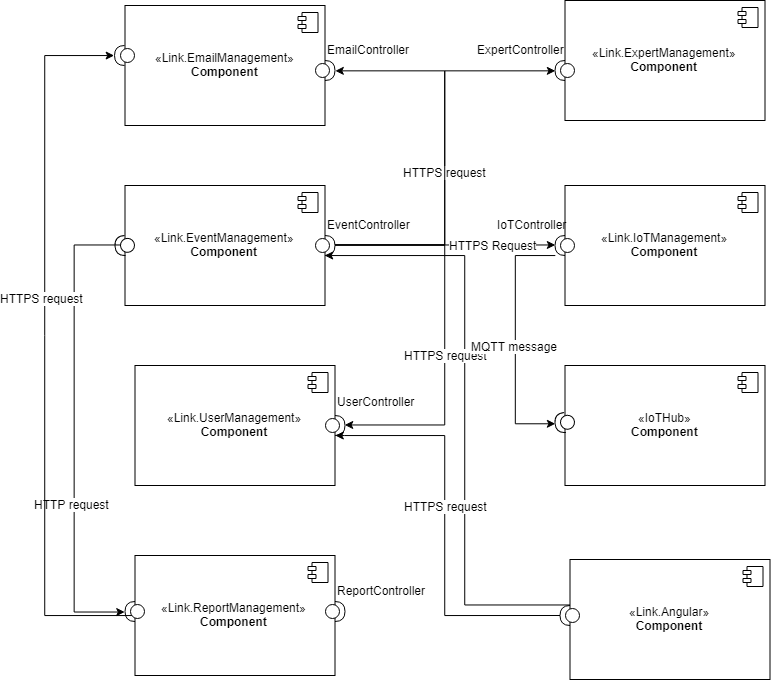 EmailController
ExpertController
«Link.EmailManagement»
Component
«Link.ExpertManagement»
Component
HTTPS request
EventController
IoTController
«Link.EventManagement»
Component
HTTPS Request
«Link.IoTManagement»
Component
HTTPS request
MQTT message
HTTPS request
UserController
«Link.UserManagement»
Component
«IoTHub»
Component
HTTP request
HTTPS request
ReportController
«Link.ReportManagement»
Component
«Link.Angular»
Component